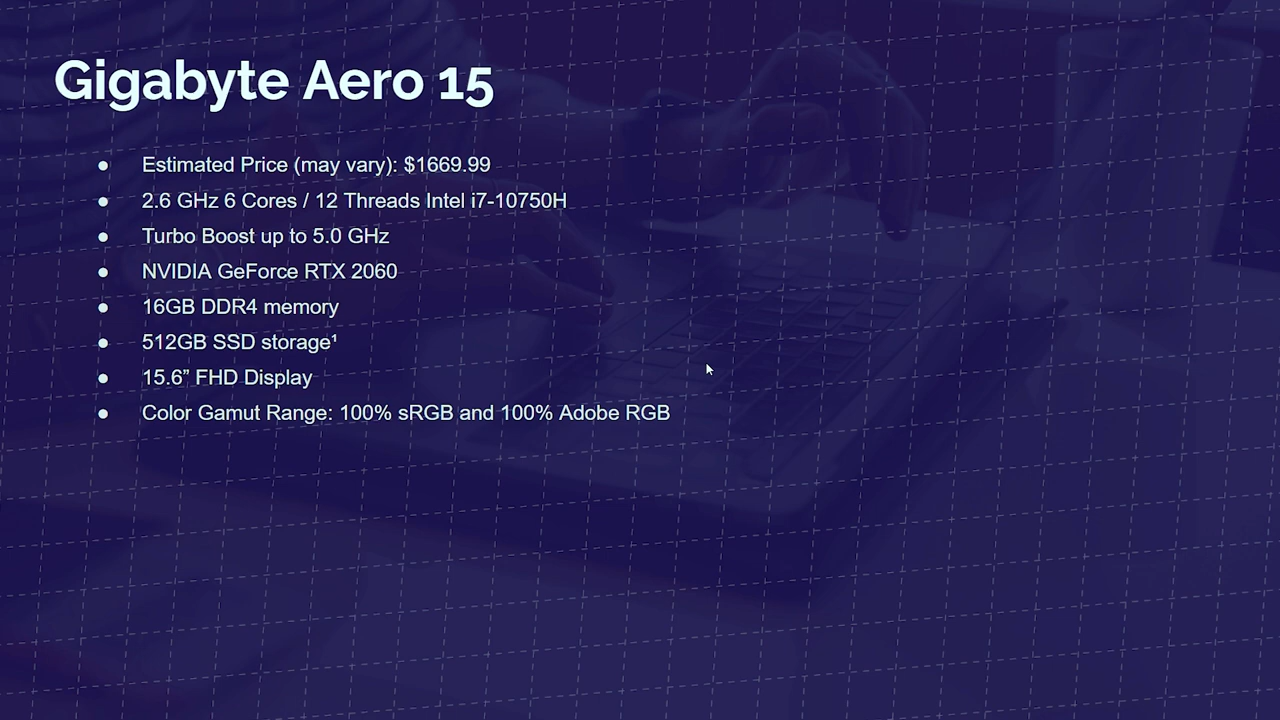 Gigabyte Aero 15
● Estimated Price (may vary): $1669.99
● 2.6 GHz 6 Cores / 12 Threads Intel i7-10750H
● Turbo Boost up to 5.0 GHz
● NVIDIA GeForce RTX 2060
● 16GB DDR4 memory
● 512GB SSD storage¹
● 15.6” FHD Display
● Color Gamut Range: 100% sRGB and 100% Adobe RGB